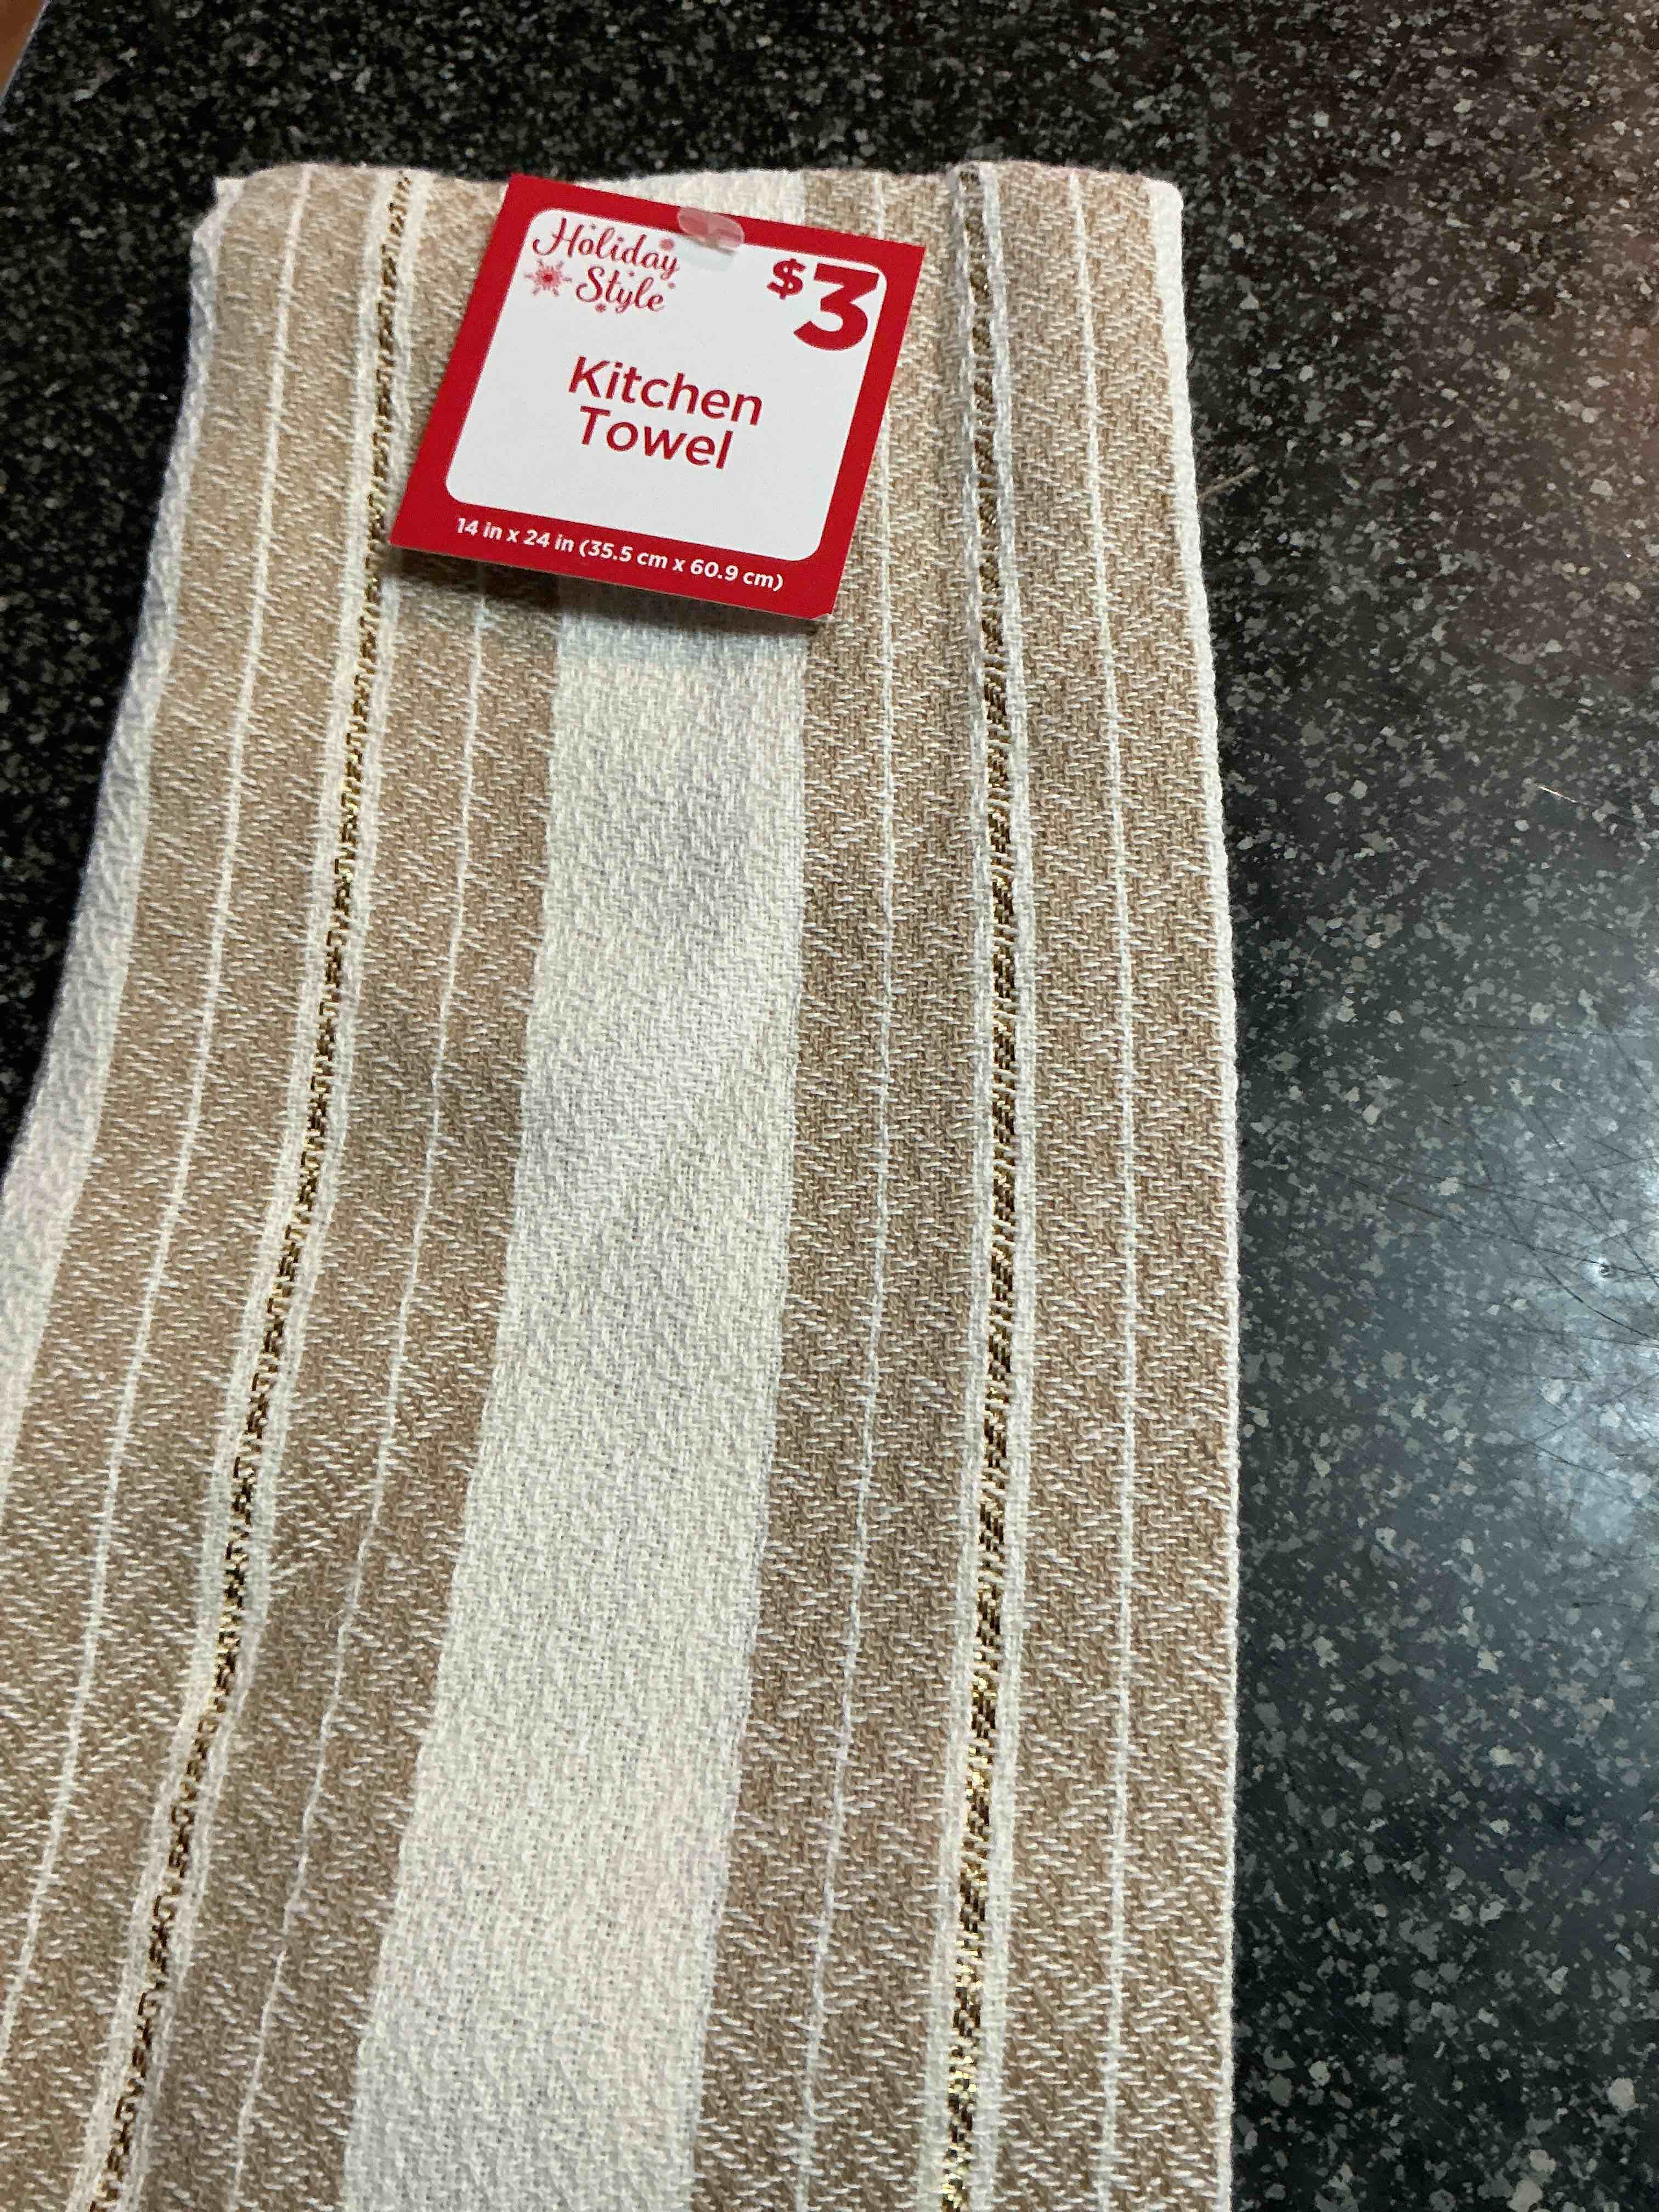 Holiday
Style
$3
Kitchen
Towel
14 in x 24 in (35.5 cm x 60.9 cm)